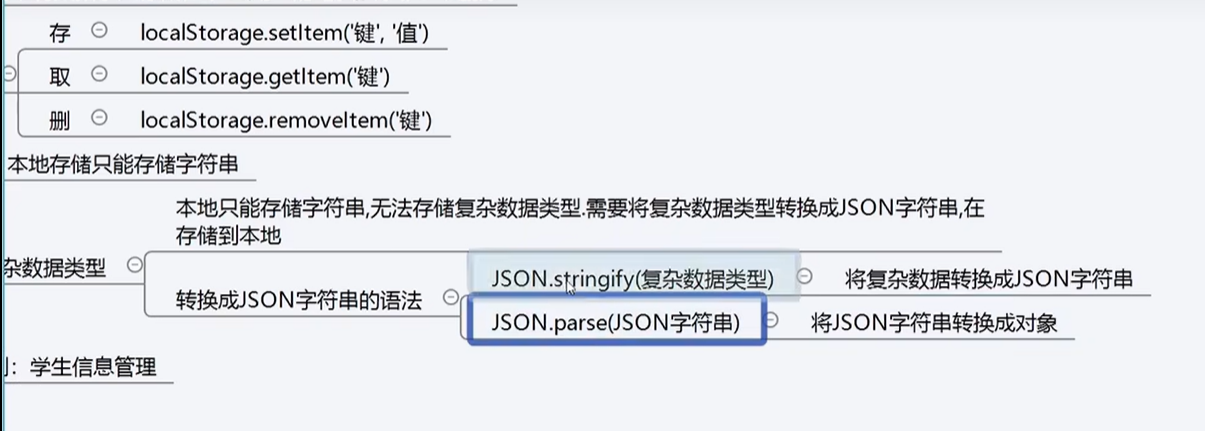 存 localStorage.setItem('键', '值')
取 localStorage.getItem('键')
删 localStorage.removeItem('键')
本地存储只能存储字符串
本地只能存储字符串,无法存储复杂数据类型.需要将复杂数据类型转换成JSON字符串,在
存储到本地
杂数据类型
JSON.stringify(复杂数据类型) 将复杂数据转换成JSON字符串
转换成JSON字符串的语法
JSON.parse(JSON字符串) 将JSON字符串转换成对象
：学生信息管理